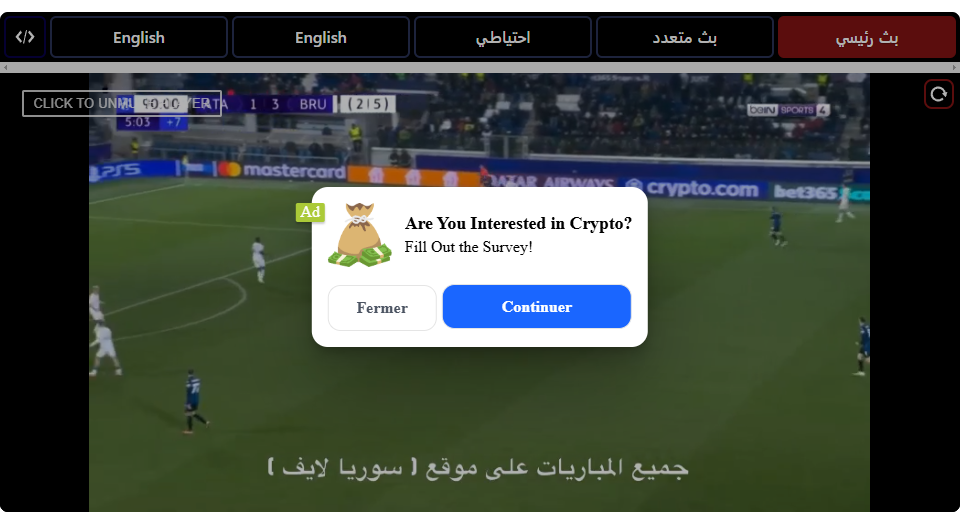 </>
English
English
احتياطي
بث متعدد
بث رئيسي
CLICK TO UNMUTE PLAYER
90:00 ATA 1 3 BRU (2|5)
5:03 +7
beIN SPORTS 4
PS5
mastercard
QATAR AIRWAYS
crypto.com
bet365
Ad
Are You Interested in Crypto?
Fill Out the Survey!
Fermer
Continuer
جميع المباريات على موقع ( سوريا لايف )